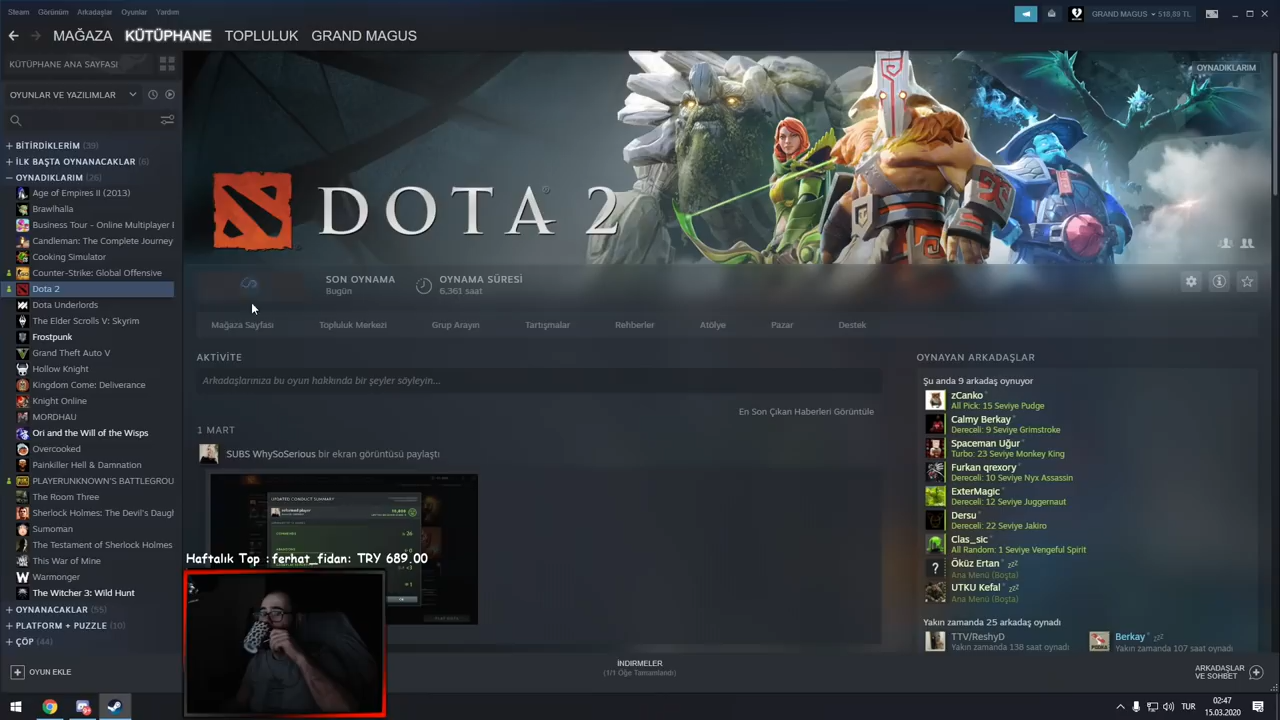 Steam Görünüm Arkadaşlar Oyunlar Yardım
GRAND MAGUS
518,89 TL
MAĞAZA KÜTÜPHANE TOPLULUK GRAND MAGUS
KÜTÜPHANE ANA SAYFASI
OYUNLAR VE YAZILIMLAR
+ BİTİRDİKLERİM (39)
+ İLK BAŞTA OYNANACAKLAR (6)
− OYNADIKLARIM (26)
Age of Empires II (2013)
Brawlhalla
Business Tour - Online Multiplayer
Candleman: The Complete Journey
Cooking Simulator
Counter-Strike: Global Offensive
Dota 2
Dota Underlords
The Elder Scrolls V: Skyrim
Frostpunk
Grand Theft Auto V
Hollow Knight
Kingdom Come: Deliverance
Knight Online
MORDHAU
Ori and the Will of the Wisps
Overcooked
Painkiller Hell & Damnation
PLAYERUNKNOWN'S BATTLEGROU
The Room Three
Sherlock Holmes: The Devil's Daugh
Sumoman
The Testament of Sherlock Holmes
This War of Mine
Warmonger
The Witcher 3: Wild Hunt
+ OYNANACAKLAR (55)
+ PLATFORM + PUZZLE (10)
+ ÇÖP (44)
OYUN EKLE
OYNADIKLARIM
DOTA 2
SON OYNAMA
Bugün
OYNAMA SÜRESİ
6,361 saat
Mağaza Sayfası Topluluk Merkezi Grup Arayın Tartışmalar Rehberler Atölye Pazar Destek
AKTİVİTE
Arkadaşlarınıza bu oyun hakkında bir şeyler söyleyin...
En Son Çıkan Haberleri Görüntüle
1 MART
SUBS WhySoSerious bir ekran görüntüsü paylaştı
UPDATED CONDUCT SUMMARY
Haftalık Top : ferhat_fidan: TRY 689,00
OYNAYAN ARKADAŞLAR
Şu anda 9 arkadaş oynuyor
zCanko
All Pick: 15 Seviye Pudge
Calmy Berkay
Dereceli: 9 Seviye Grimstroke
Spaceman Uğur
Turbo: 23 Seviye Monkey King
Furkan qrexory
Dereceli: 10 Seviye Nyx Assassin
ExterMagic
Dereceli: 12 Seviye Juggernaut
Dersu
Dereceli: 22 Seviye Jakiro
Clas_sic
All Random: 1 Seviye Vengeful Spirit
Öküz Ertan
Ana Menü (Boşta)
UTKU Kefal
Ana Menü (Boşta)
Yakın zamanda 25 arkadaş oynadı
TTV/ReshyD
Yakın zamanda 138 saat oynadı
Berkay
Yakın zamanda 107 saat oynadı
İNDİRMELER
(1/1 Öğe Tamamlandı)
ARKADAŞLAR
VE SOHBET
TUR
02:47
15.03.2020